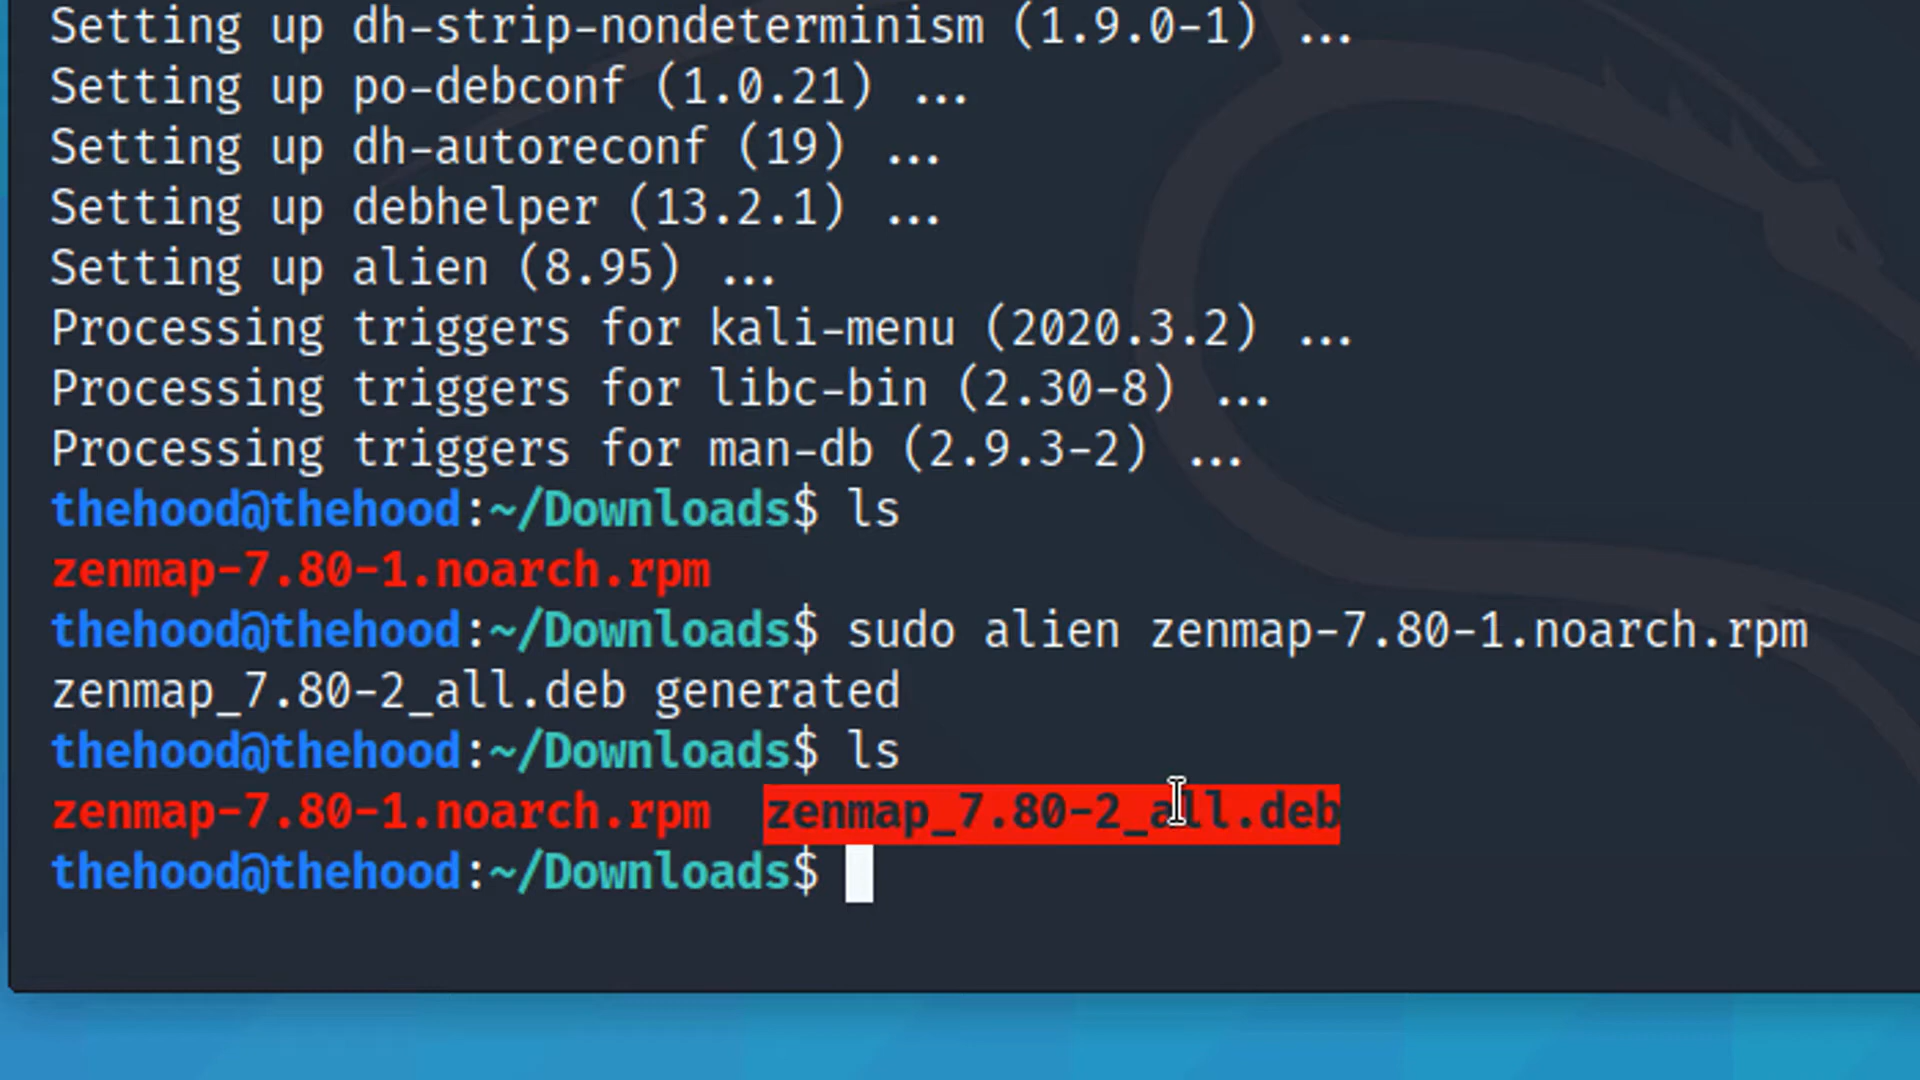 Setting up dh-strip-nondeterminism (1.9.0-1) ...
Setting up po-debconf (1.0.21) ...
Setting up dh-autoreconf (19) ...
Setting up debhelper (13.2.1) ...
Setting up alien (8.95) ...
Processing triggers for kali-menu (2020.3.2) ...
Processing triggers for libc-bin (2.30-8) ...
Processing triggers for man-db (2.9.3-2) ...
thehood@thehood:~/Downloads$ ls
zenmap-7.80-1.noarch.rpm
thehood@thehood:~/Downloads$ sudo alien zenmap-7.80-1.noarch.rpm
zenmap_7.80-2_all.deb generated
thehood@thehood:~/Downloads$ ls
zenmap-7.80-1.noarch.rpm  zenmap_7.80-2_all.deb
thehood@thehood:~/Downloads$